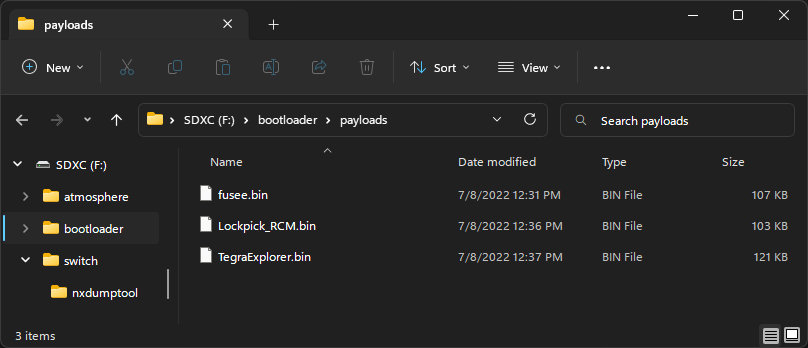 payloads
New
Sort
View
SDXC (F:) bootloader payloads
Search payloads
SDXC (F:)
atmosphere
bootloader
switch
nxdumptool
Name Date modified Type Size
fusee.bin 7/8/2022 12:31 PM BIN File 107 KB
Lockpick_RCM.bin 7/8/2022 12:36 PM BIN File 103 KB
TegraExplorer.bin 7/8/2022 12:37 PM BIN File 121 KB
3 items